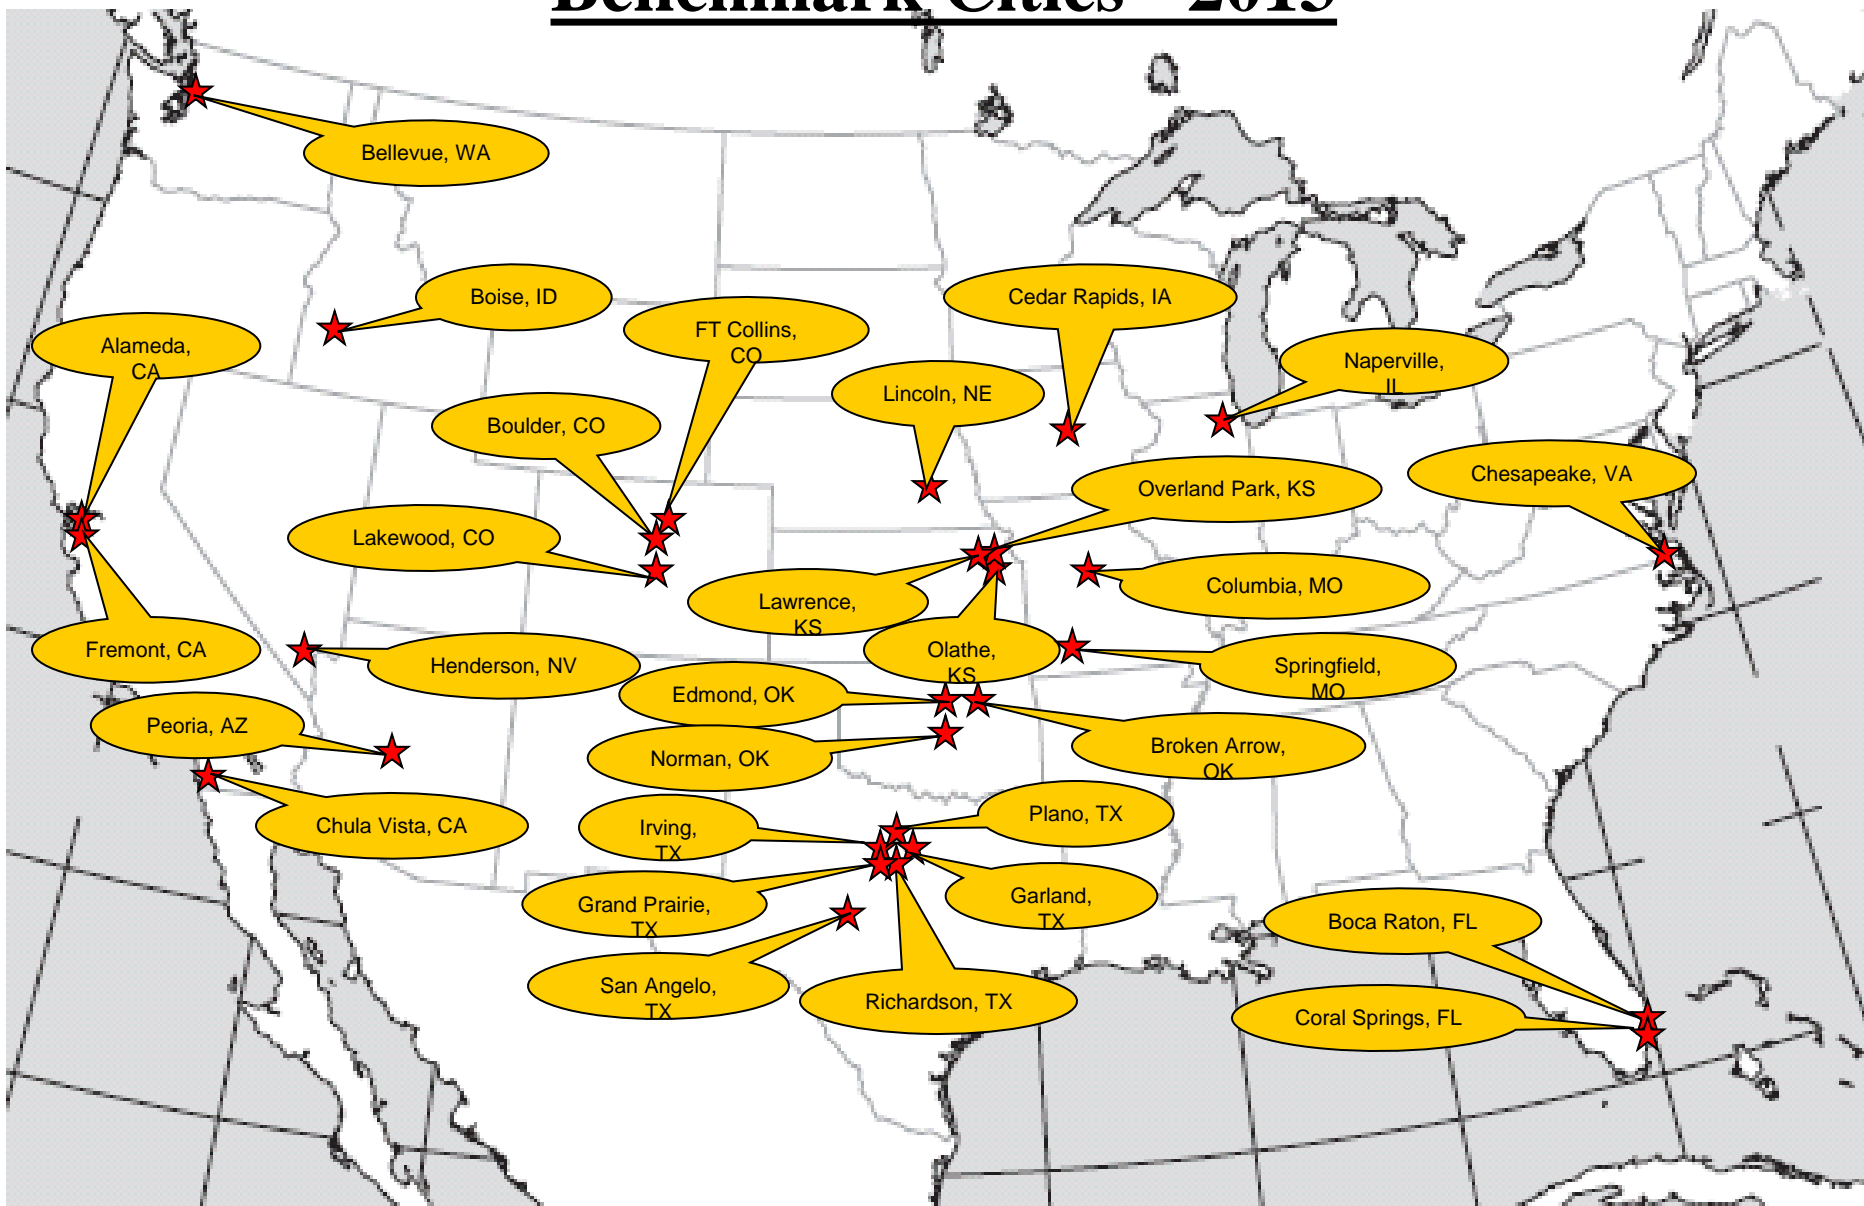 Benchmark Cities - 2013
Bellevue, WA
Boise, ID
Cedar Rapids, IA
FT Collins,
CO
Alameda,
CA
Naperville,
IL
Lincoln, NE
Boulder, CO
Chesapeake, VA
Overland Park, KS
Lakewood, CO
Columbia, MO
Lawrence,
KS
Fremont, CA
Henderson, NV
Olathe,
KS
Springfield,
MO
Edmond, OK
Peoria, AZ
Norman, OK
Broken Arrow,
OK
Plano, TX
Chula Vista, CA
Irving,
TX
Grand Prairie,
TX
Garland,
TX
Boca Raton, FL
San Angelo,
TX
Richardson, TX
Coral Springs, FL